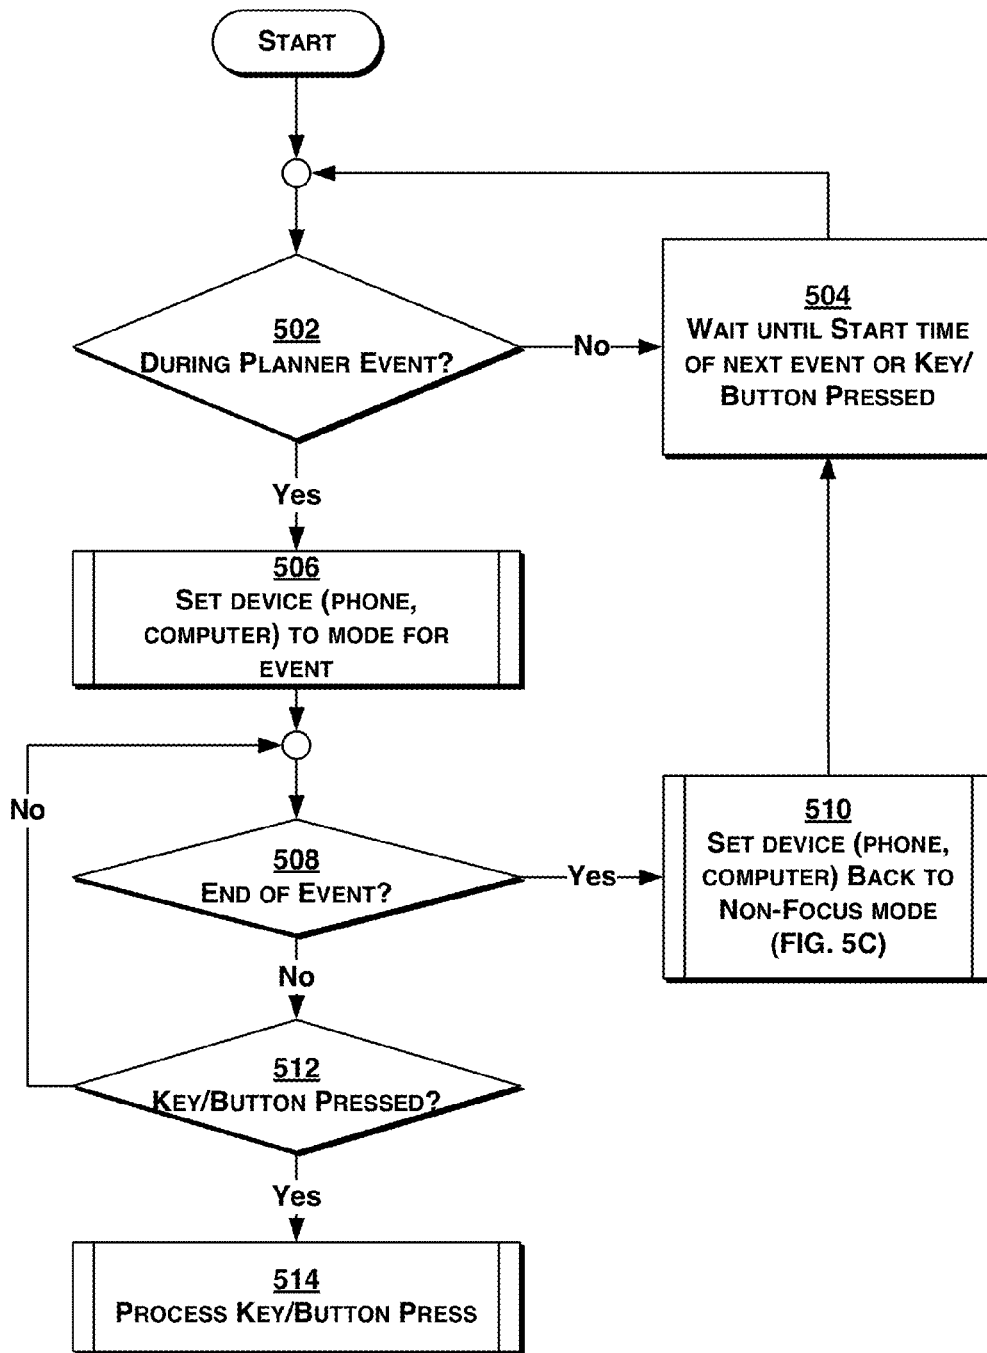 START
502
DURING PLANNER EVENT?
No
504
WAIT UNTIL START TIME
OF NEXT EVENT OR KEY/
BUTTON PRESSED
Yes
506
SET DEVICE (PHONE,
COMPUTER) TO MODE FOR
EVENT
No
508
END OF EVENT?
Yes
510
SET DEVICE (PHONE,
COMPUTER) BACK TO
NON-FOCUS MODE
(FIG. 5C)
No
512
KEY/BUTTON PRESSED?
Yes
514
PROCESS KEY/BUTTON PRESS